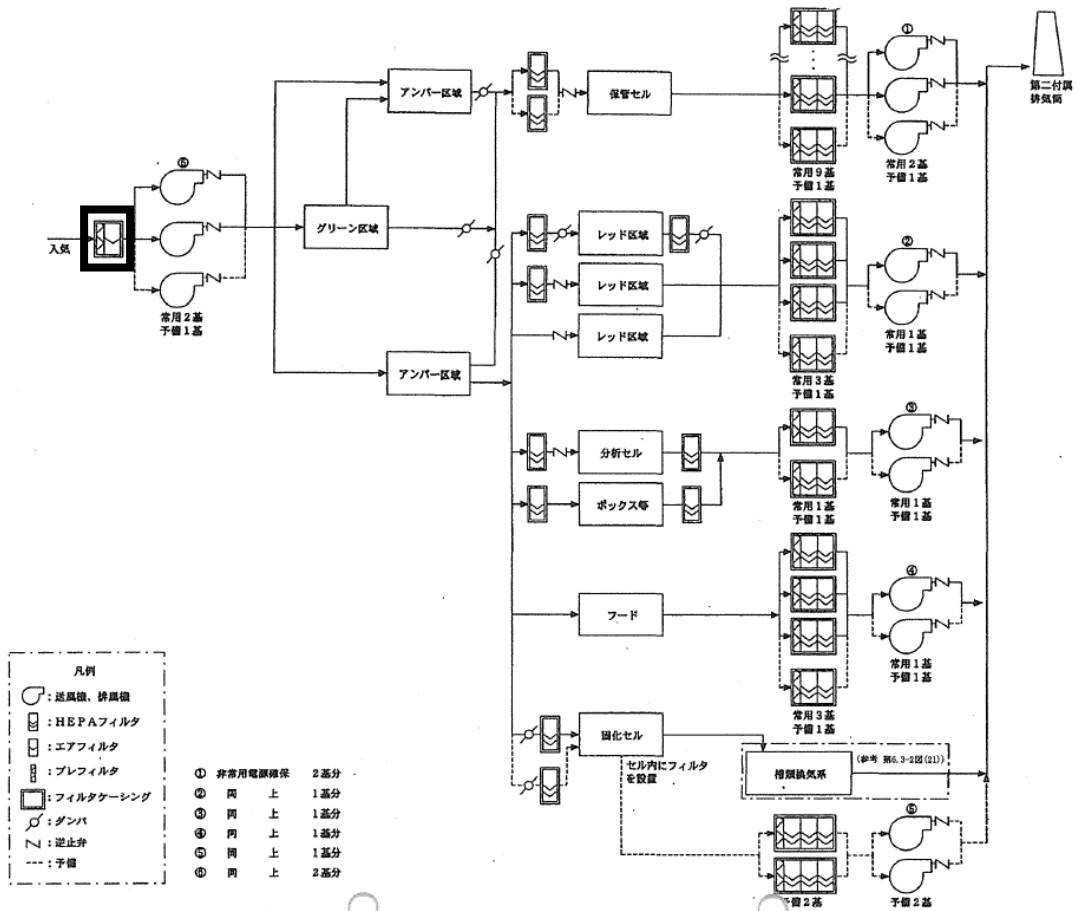 ①
第二付属
排気筒
アンバー区域
保管セル
常用9基
予備1基
常用2基
予備1基
⑥
入気
グリーン区域
常用2基
予備1基
レッド区域
レッド区域
レッド区域
②
常用3基
予備1基
常用1基
予備1基
アンバー区域
③
分析セル
ボックス等
常用1基
予備1基
常用1基
予備1基
④
フード
常用1基
予備1基
常用3基
予備1基
固化セル
セル内にフィルタ
を設置
(参考 第6.3-2図(21))
槽類換気系
⑤
予備2基
予備2基
凡例
:送風機、排風機
:HEPAフィルタ
:エアフィルタ
:プレフィルタ
:フィルタケーシング
:ダンパ
:逆止弁
:予備
① 非常用電源確保 2基分
② 同 上 1基分
③ 同 上 1基分
④ 同 上 1基分
⑤ 同 上 1基分
⑥ 同 上 2基分